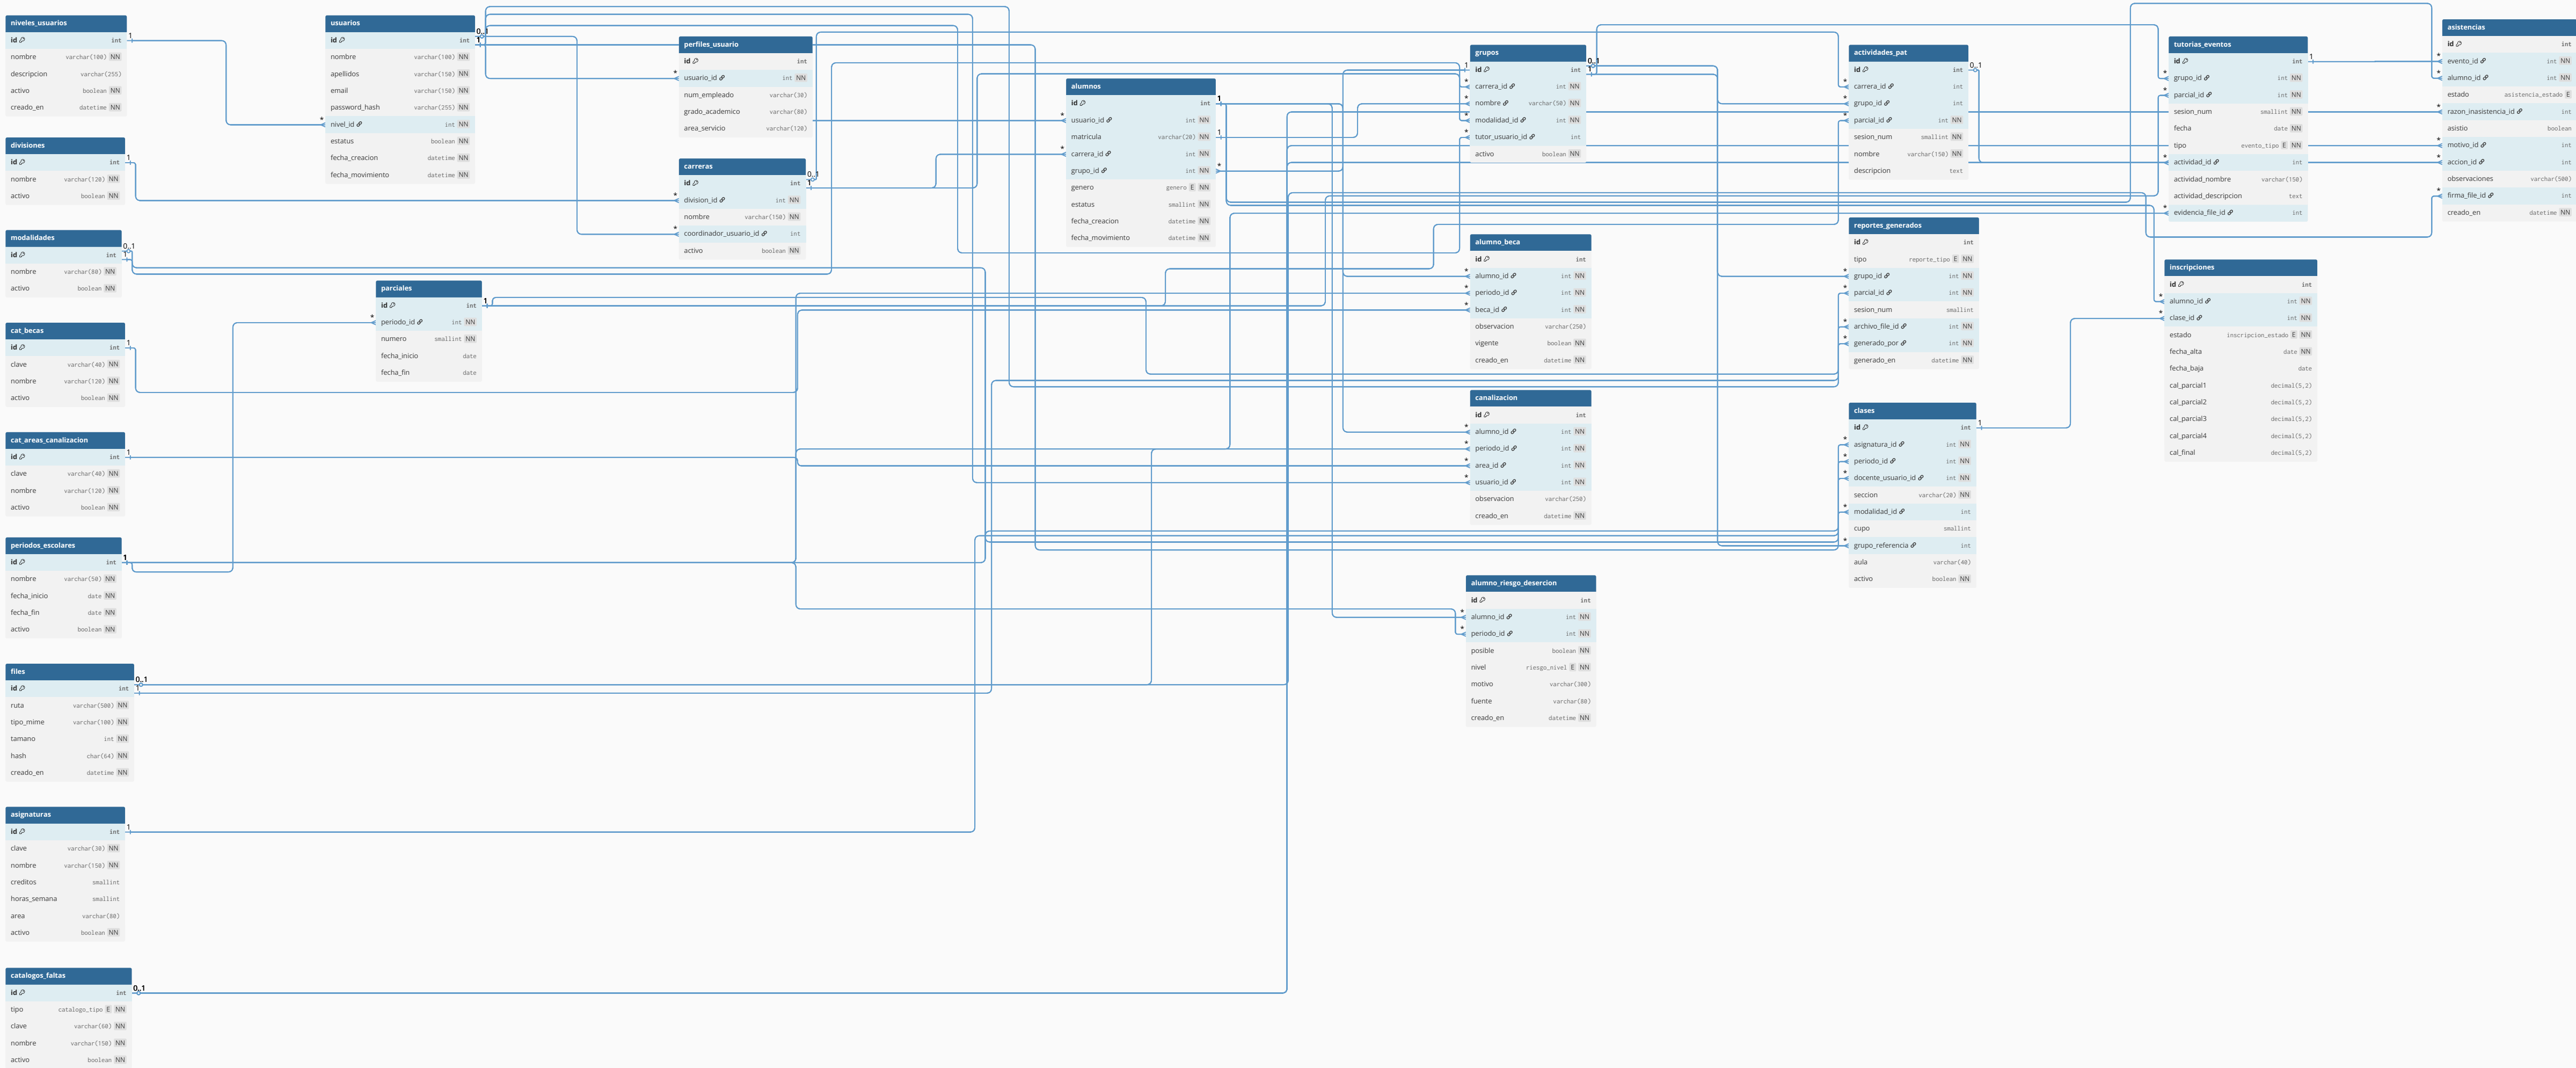 niveles_usuarios
id int
nombre varchar(100) NN
descripcion varchar(255)
activo boolean NN
creado_en datetime NN
divisiones
id int
nombre varchar(120) NN
activo boolean NN
modalidades
id int
nombre varchar(80) NN
activo boolean NN
cat_becas
id int
clave varchar(40) NN
nombre varchar(120) NN
activo boolean NN
cat_areas_canalizacion
id int
clave varchar(40) NN
nombre varchar(120) NN
activo boolean NN
periodos_escolares
id int
nombre varchar(50) NN
fecha_inicio date NN
fecha_fin date NN
activo boolean NN
files
id int
ruta varchar(500) NN
tipo_mime varchar(100) NN
tamano int NN
hash char(64) NN
creado_en datetime NN
asignaturas
id int
clave varchar(30) NN
nombre varchar(150) NN
creditos smallint
horas_semana smallint
area varchar(80)
activo boolean NN
catalogos_faltas
id int
tipo catalogo_tipo E NN
clave varchar(60) NN
nombre varchar(150) NN
activo boolean NN
usuarios
id int
nombre varchar(100) NN
apellidos varchar(150) NN
email varchar(150) NN
password_hash varchar(255) NN
nivel_id int NN
estatus boolean NN
fecha_creacion datetime NN
fecha_movimiento datetime NN
parciales
id int
periodo_id int NN
numero smallint NN
fecha_inicio date
fecha_fin date
perfiles_usuario
id int
usuario_id int NN
num_empleado varchar(30)
grado_academico varchar(80)
area_servicio varchar(120)
carreras
id int
division_id int NN
nombre varchar(150) NN
coordinador_usuario_id int
activo boolean NN
alumnos
id int
usuario_id int NN
matricula varchar(20) NN
carrera_id int NN
grupo_id int NN
genero genero E NN
estatus smallint NN
fecha_creacion datetime NN
fecha_movimiento datetime NN
grupos
id int
carrera_id int NN
nombre varchar(50) NN
modalidad_id int NN
tutor_usuario_id int
activo boolean NN
alumno_beca
id int
alumno_id int NN
periodo_id int NN
beca_id int NN
observacion varchar(250)
vigente boolean NN
creado_en datetime NN
canalizacion
id int
alumno_id int NN
periodo_id int NN
area_id int NN
usuario_id int NN
observacion varchar(250)
creado_en datetime NN
alumno_riesgo_desercion
id int
alumno_id int NN
periodo_id int NN
posible boolean NN
nivel riesgo_nivel E NN
motivo varchar(300)
fuente varchar(80)
creado_en datetime NN
actividades_pat
id int
carrera_id int NN
grupo_id int
parcial_id int NN
sesion_num smallint NN
nombre varchar(150) NN
descripcion text
reportes_generados
id int
tipo reporte_tipo E NN
grupo_id int NN
parcial_id int NN
sesion_num smallint
archivo_file_id int NN
generado_por int NN
generado_en datetime NN
clases
id int
asignatura_id int NN
periodo_id int NN
docente_usuario_id int NN
seccion varchar(20) NN
modalidad_id int
cupo smallint
grupo_referencia int
aula varchar(40)
activo boolean NN
tutorias_eventos
id int
grupo_id int NN
parcial_id int NN
sesion_num smallint NN
fecha date NN
tipo evento_tipo E NN
actividad_id int
actividad_nombre varchar(150)
actividad_descripcion text
evidencia_file_id int
inscripciones
id int
alumno_id int NN
clase_id int NN
estado inscripcion_estado E NN
fecha_alta date NN
fecha_baja date
cal_parcial1 decimal(5,2)
cal_parcial2 decimal(5,2)
cal_parcial3 decimal(5,2)
cal_parcial4 decimal(5,2)
cal_final decimal(5,2)
asistencias
id int
evento_id int NN
alumno_id int NN
estado asistencia_estado E
razon_inasistencia_id int
asistio boolean
motivo_id int
accion_id int
observaciones varchar(500)
firma_file_id int
creado_en datetime NN